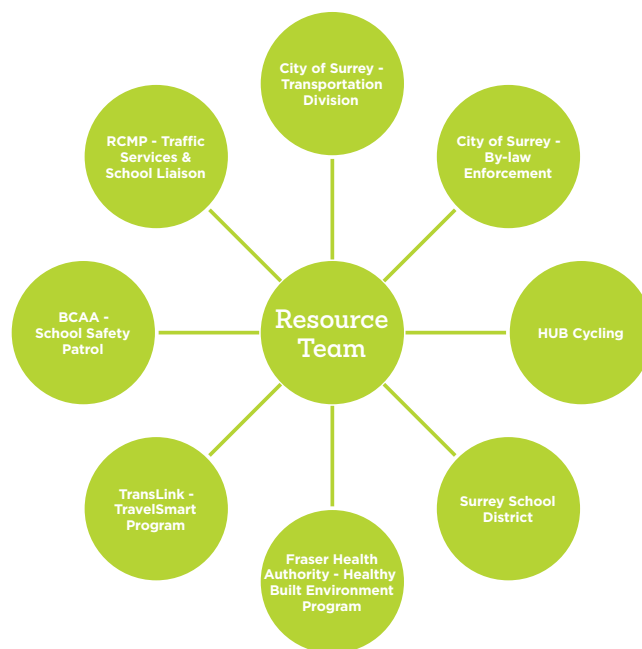 City of Surrey -
Transportation
Division
RCMP - Traffic
Services &
School Liaison
City of Surrey -
By-law
Enforcement
BCAA -
School Safety
Patrol
Resource
Team
HUB Cycling
TransLink -
TravelSmart
Program
Surrey School
District
Fraser Health
Authority - Healthy
Built Environment
Program